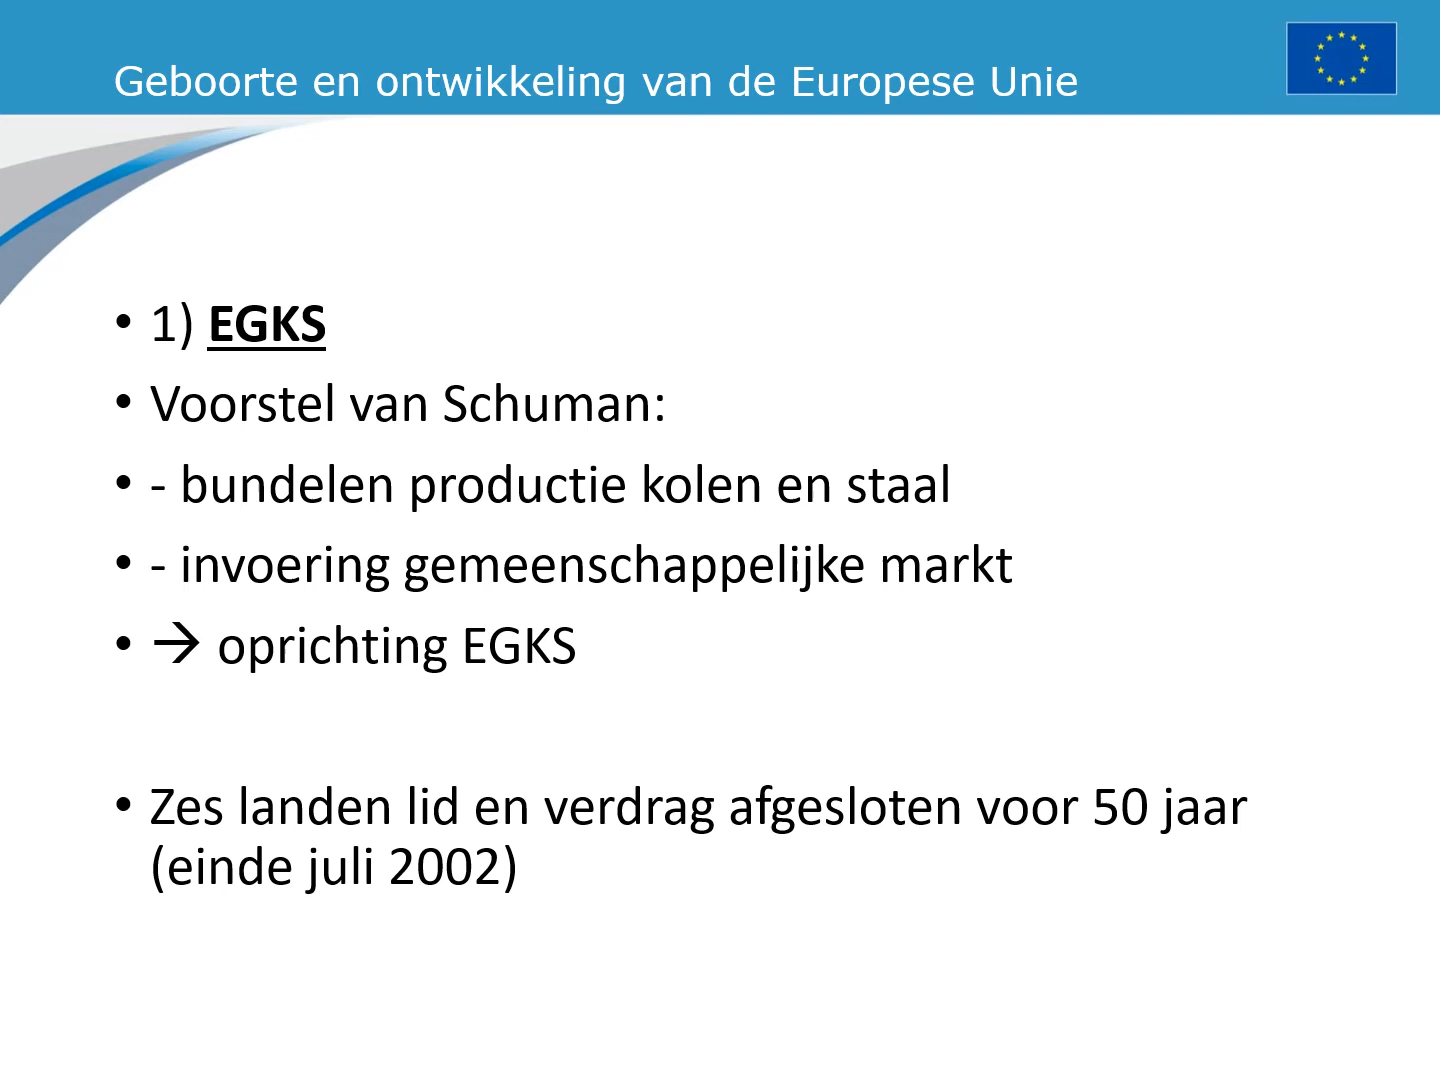 Geboorte en ontwikkeling van de Europese Unie
• 1) EGKS
• Voorstel van Schuman:
• - bundelen productie kolen en staal
• - invoering gemeenschappelijke markt
• → oprichting EGKS
• Zes landen lid en verdrag afgesloten voor 50 jaar
(einde juli 2002)